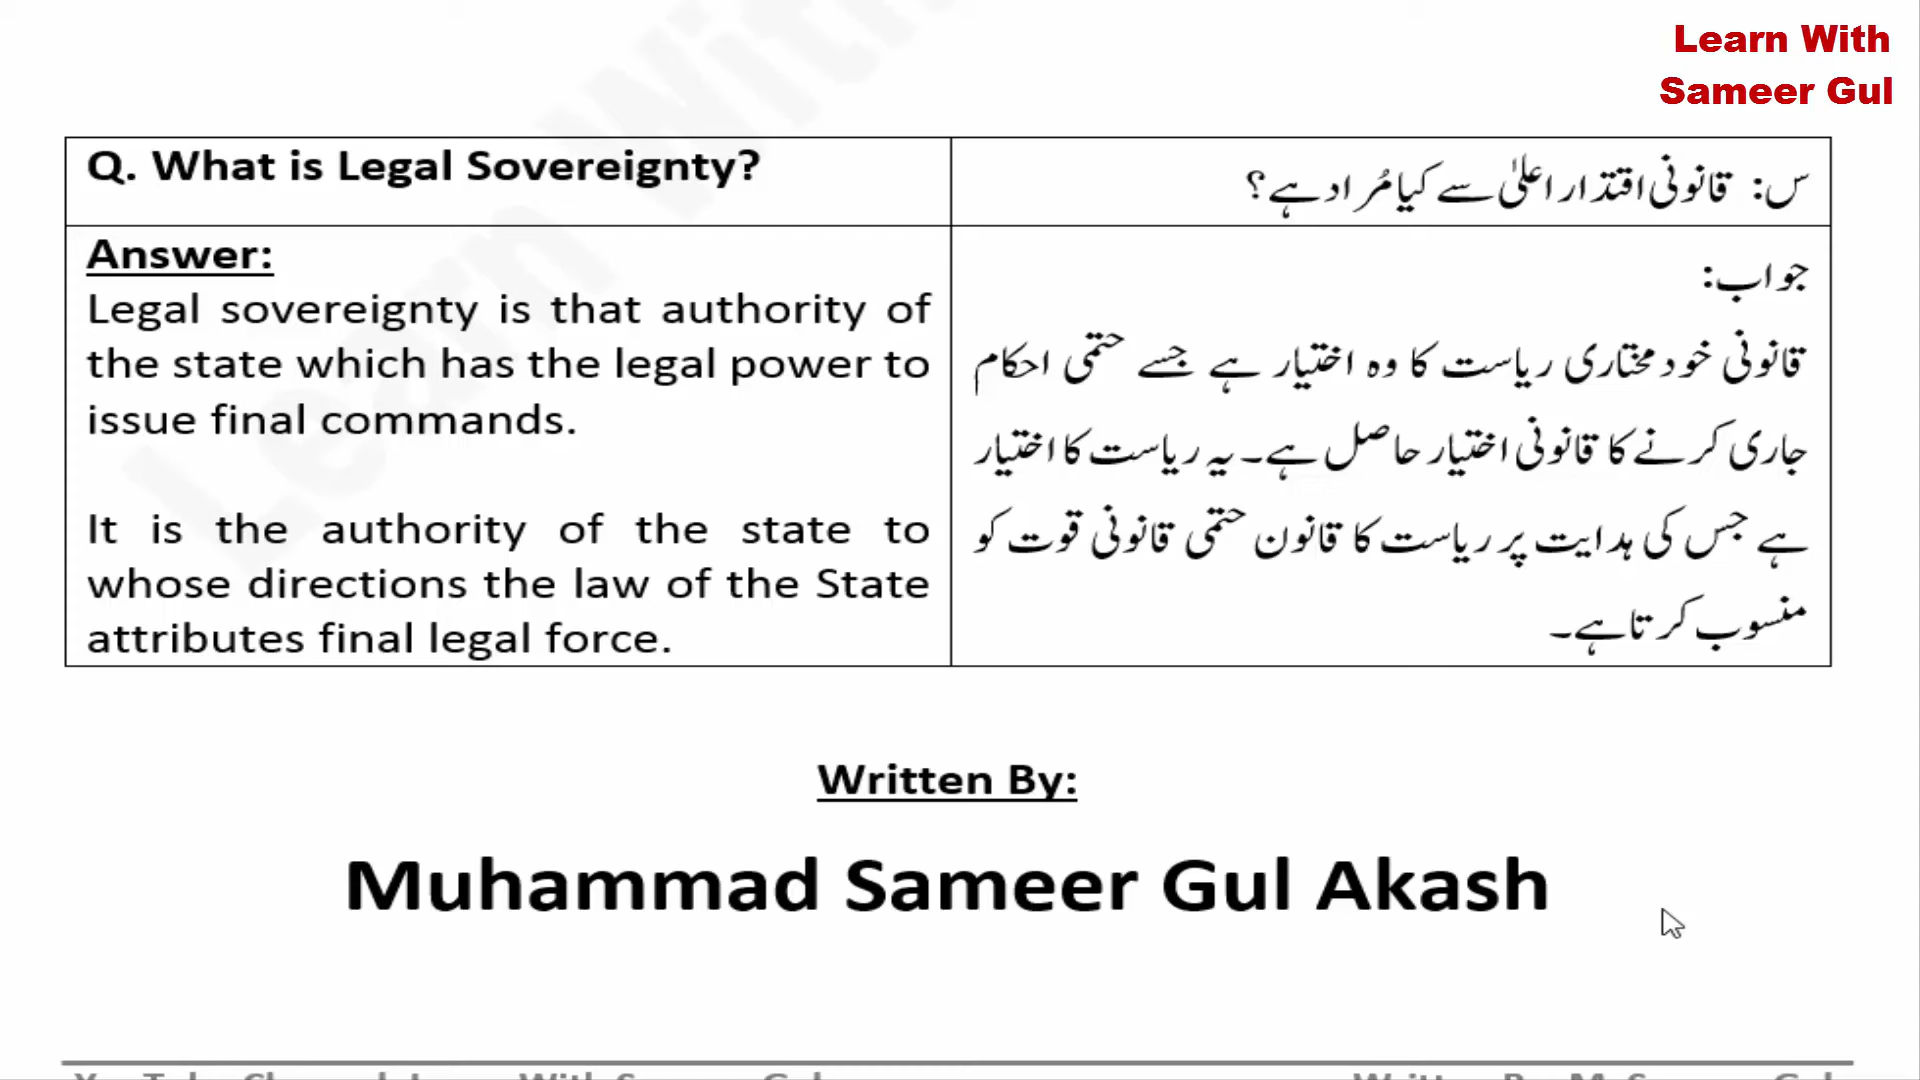 Learn With
Sameer Gul
Q. What is Legal Sovereignty?
س: قانونی اقتدار اعلیٰ سے کیا مُراد ہے؟
Answer:
Legal sovereignty is that authority of
the state which has the legal power to
issue final commands.
It is the authority of the state to
whose directions the law of the State
attributes final legal force.
جواب:
قانونی خود مختاری ریاست کا وہ اختیار ہے جسے حتمی احکام
جاری کرنے کا قانونی اختیار حاصل ہے۔ یہ ریاست کا اختیار
ہے جس کی ہدایت پر ریاست کا قانون حتمی قانونی قوت کو
منسوب کرتا ہے۔
Written By:
Muhammad Sameer Gul Akash
Learn With